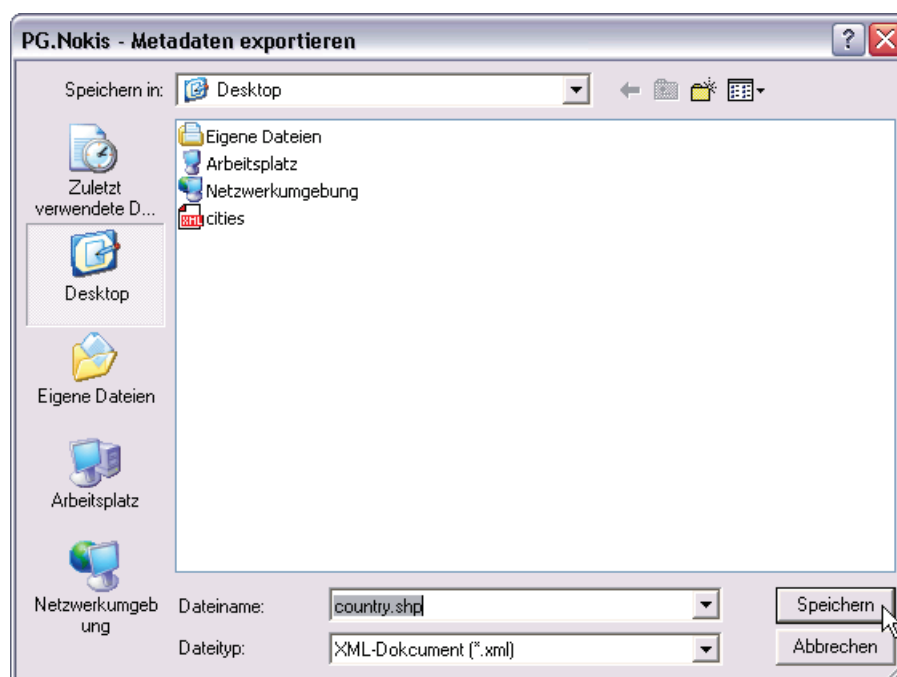 PG.Nokis - Metadaten exportieren
Speichern in:
Desktop
Zuletzt
verwendete D...
Desktop
Eigene Dateien
Arbeitsplatz
Netzwerkumgeb
ung
Eigene Dateien
Arbeitsplatz
Netzwerkumgebung
XML cities
Dateiname:
country.shp
Speichern
Dateityp:
XML-Dokcument (*.xml)
Abbrechen